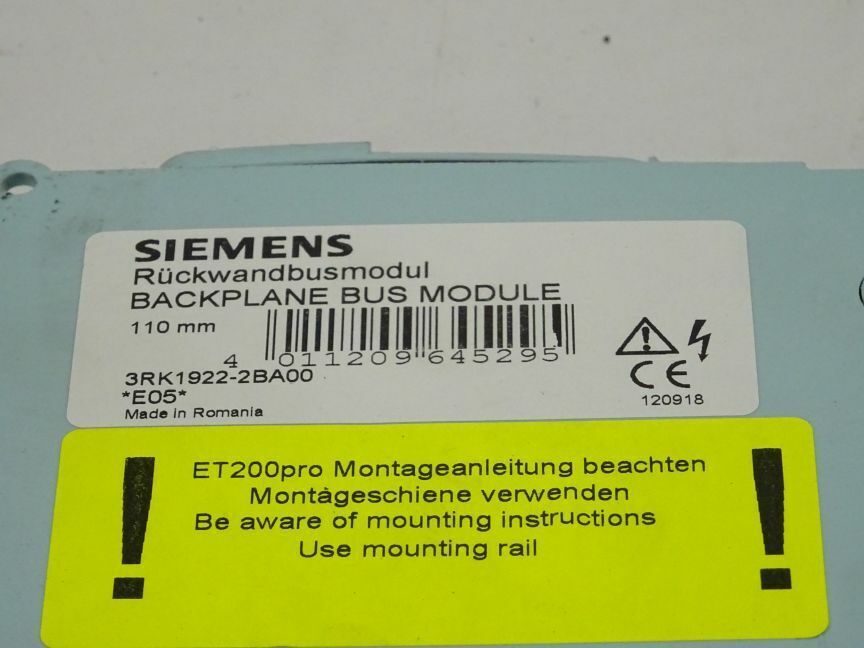 SIEMENS
Rückwandbusmodul
BACKPLANE BUS MODULE
110 mm
4 011209 645295
3RK1922-2BA00
*E05*
Made in Romania
CE
120918
ET200pro Montageanleitung beachten
Montageschiene verwenden
Be aware of mounting instructions
Use mounting rail